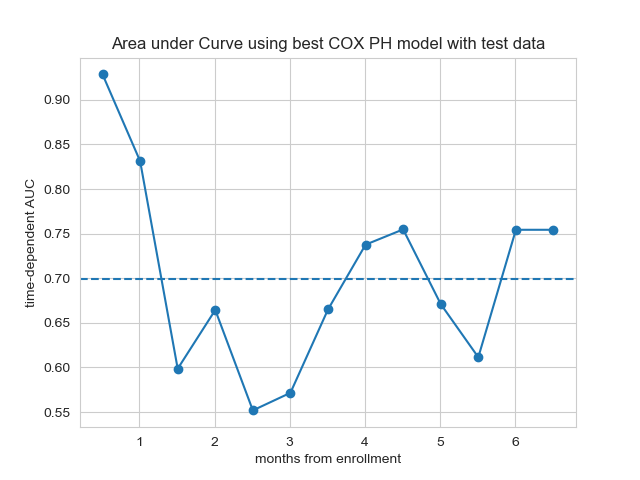 Area under Curve using best COX PH model with test data
0.90
0.85
0.80
0.75
0.70
0.65
0.60
0.55
time-dependent AUC
1 2 3 4 5 6
months from enrollment